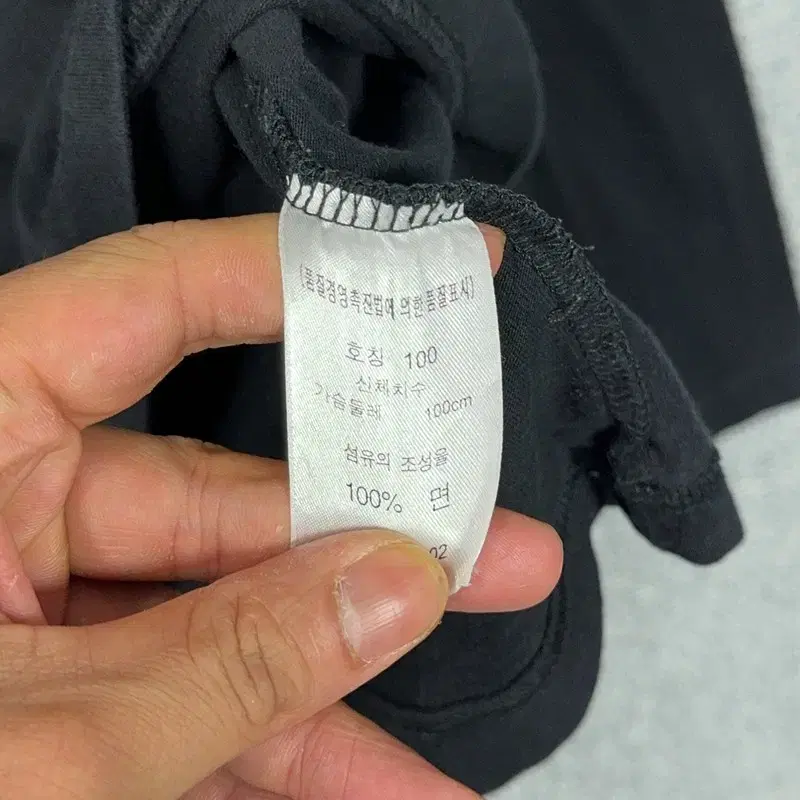 (품질경영촉진법에 의한품질표시)
호칭 100
신체치수
가슴둘레 100cm
섬유의 조성율
100% 면
02